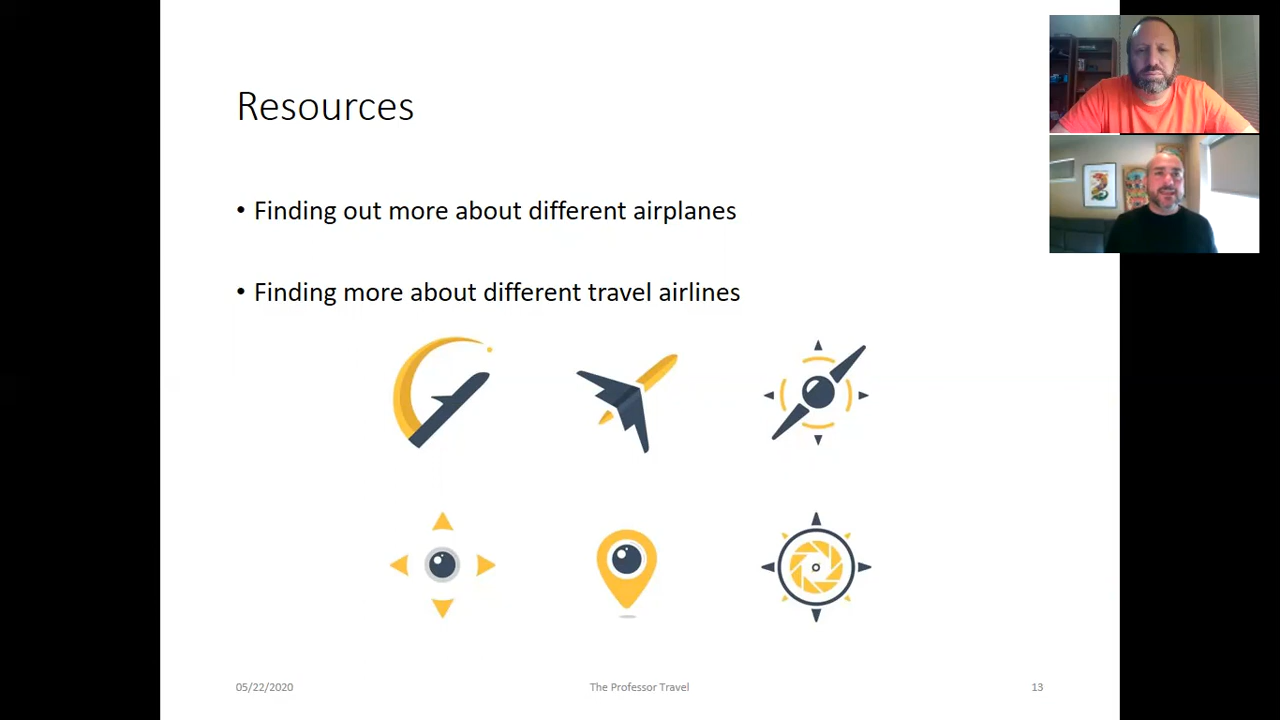 Resources
• Finding out more about different airplanes
• Finding more about different travel airlines
05/22/2020
The Professor Travel
13